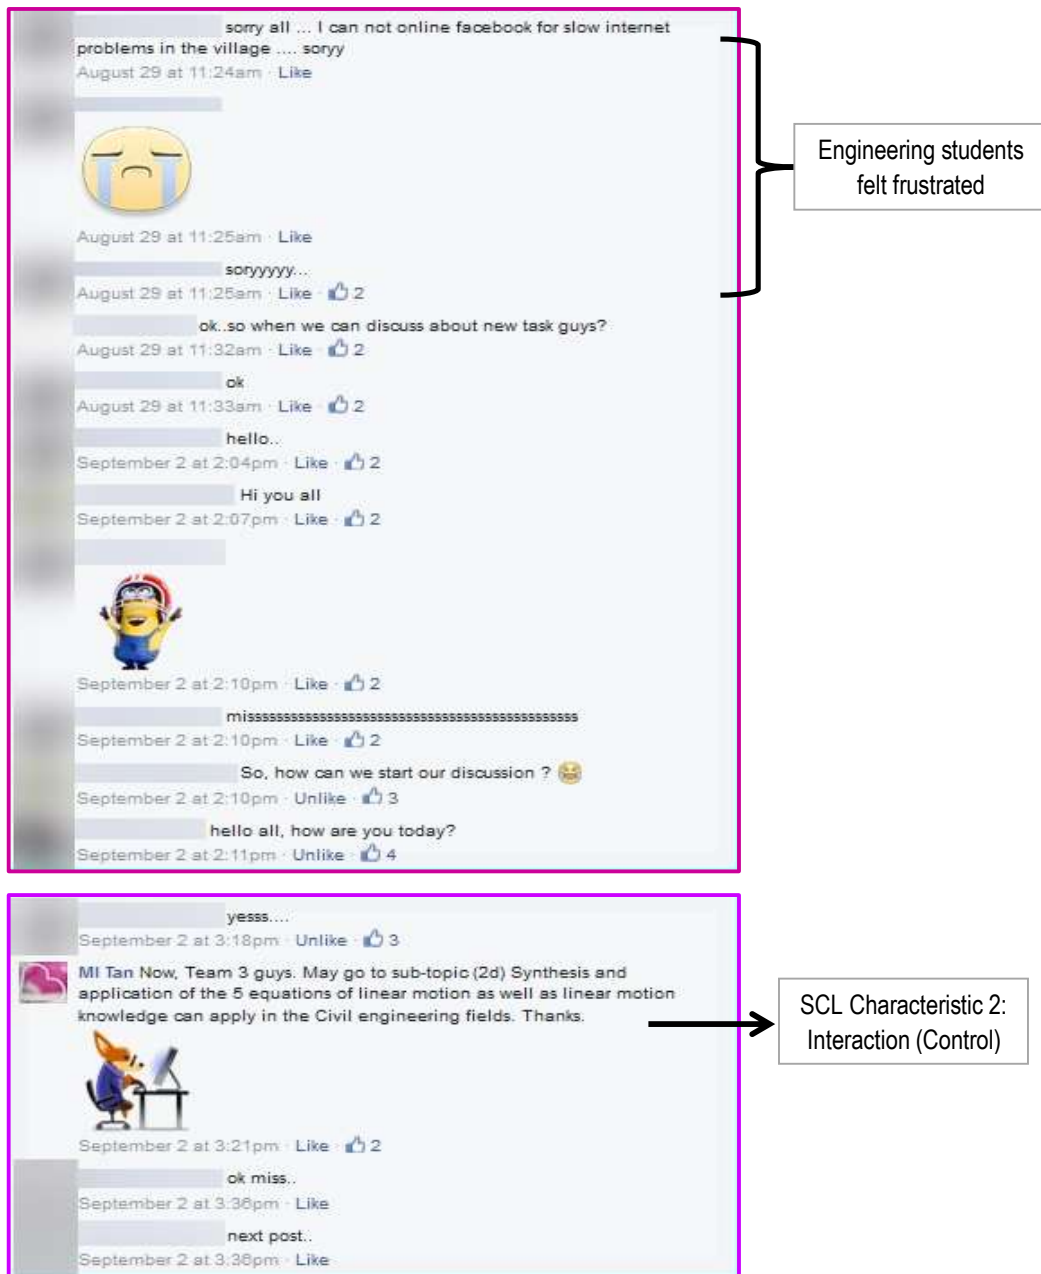 sorry all ... I can not online facebook for slow internet
problems in the village .... soryy
August 29 at 11:24am · Like
August 29 at 11:25am · Like
Engineering students
felt frustrated
soryyyyy...
August 29 at 11:25am · Like · 2
ok..so when we can discuss about new task guys?
August 29 at 11:32am · Like · 2
ok
August 29 at 11:33am · Like · 2
hello..
September 2 at 2:04pm · Like · 2
Hi you all
September 2 at 2:07pm · Like · 2
September 2 at 2:10pm · Like · 2
September 2 at 2:10pm · Like · 2
So, how can we start our discussion ?
September 2 at 2:10pm · Unlike · 3
hello all, how are you today?
September 2 at 2:11pm · Unlike · 4
yesss....
September 2 at 3:18pm · Unlike · 3
MI Tan Now, Team 3 guys. May go to sub-topic (2d) Synthesis and
application of the 5 equations of linear motion as well as linear motion
knowledge can apply in the Civil engineering fields. Thanks.
SCL Characteristic 2:
Interaction (Control)
September 2 at 3:21pm · Like · 2
ok miss..
September 2 at 3:36pm · Like
next post..
September 2 at 3:36pm · Like